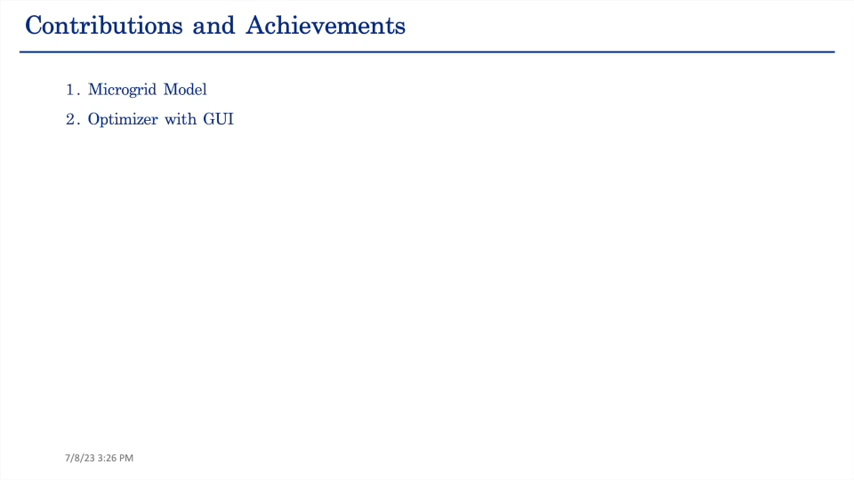 Contributions and Achievements
1. Microgrid Model
2. Optimizer with GUI
7/8/23 3:26 PM